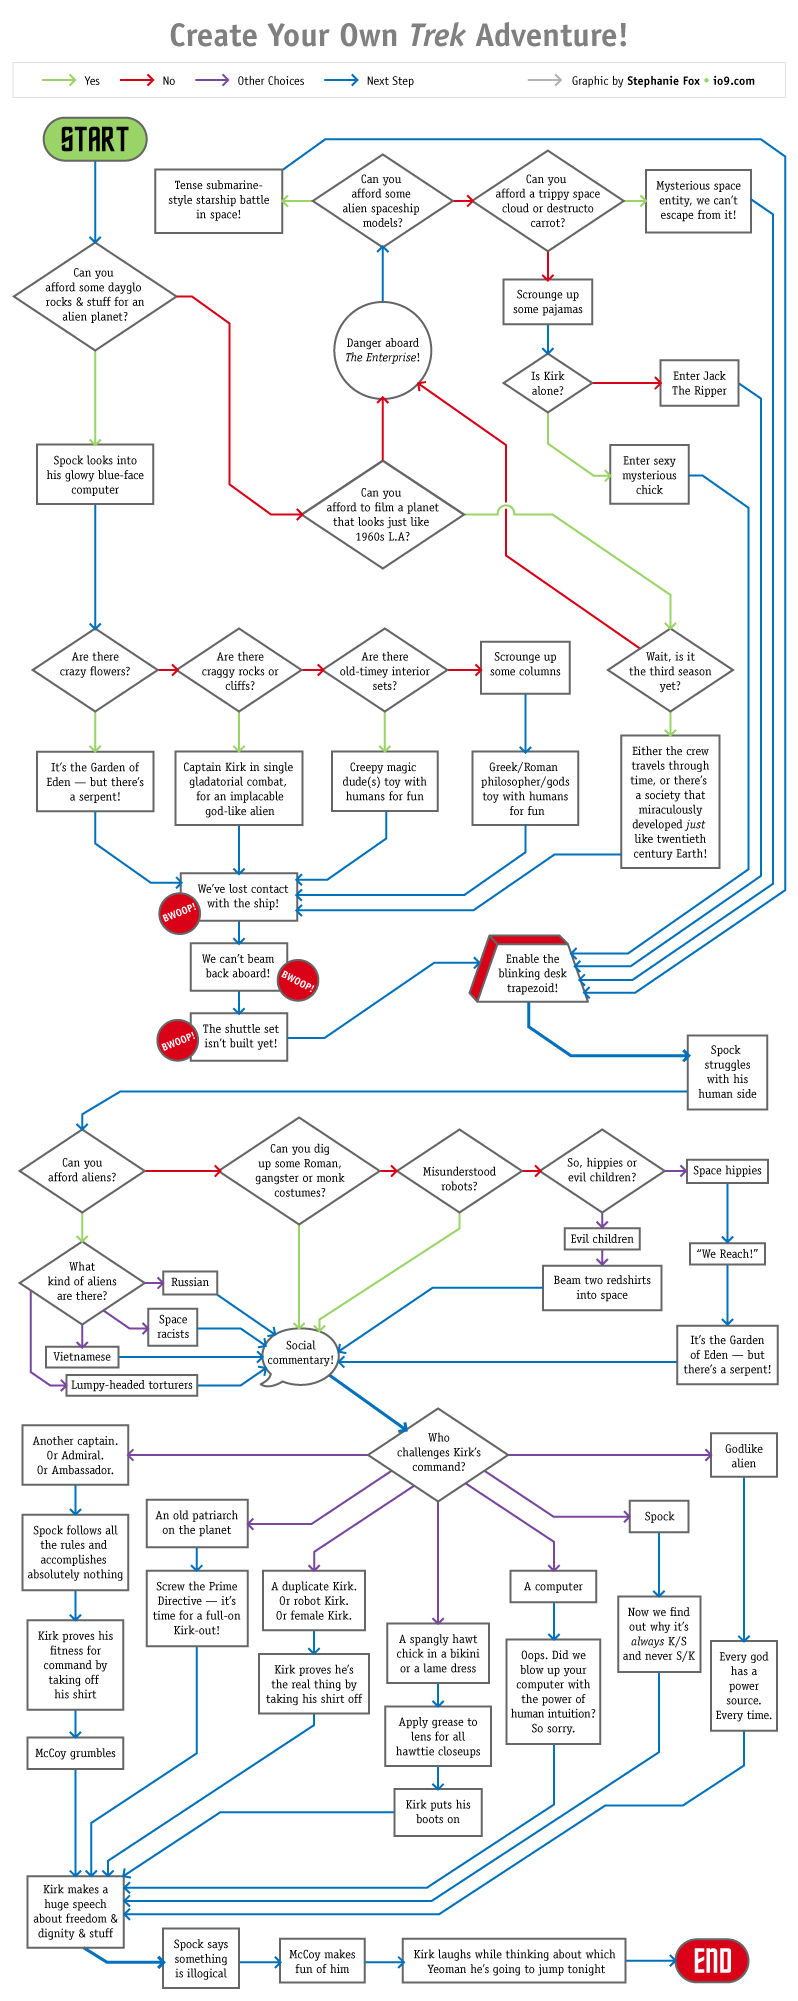 Create Your Own Trek Adventure!
Yes
No
Other Choices
Next Step
Graphic by Stephanie Fox • io9.com
START
Tense submarine-
style starship battle
in space!
Can you
afford some
alien spaceship
models?
Can you
afford a trippy space
cloud or destructo
carrot?
Mysterious space
entity, we can't
escape from it!
Can you
afford some dayglo
rocks & stuff for an
alien planet?
Scrounge up
some pajamas
Danger aboard
The Enterprise!
Is Kirk
alone?
Enter Jack
The Ripper
Spock looks into
his glowy blue-face
computer
Enter sexy
mysterious
chick
Can you
afford to film a planet
that looks just like
1960s L.A?
Are there
crazy flowers?
Are there
craggy rocks or
cliffs?
Are there
old-timey interior
sets?
Scrounge up
some columns
Wait, is it
the third season
yet?
It's the Garden of
Eden — but there's
a serpent!
Captain Kirk in single
gladatorial combat,
for an implacable
god-like alien
Creepy magic
dude(s) toy with
humans for fun
Greek/Roman
philosopher/gods
toy with humans
for fun
Either the crew
travels through
time, or there's
a society that
miraculously
developed just
like twentieth
century Earth!
We've lost contact
with the ship!
BWOOP!
We can't beam
back aboard!
BWOOP!
The shuttle set
isn't built yet!
BWOOP!
Enable the
blinking desk
trapezoid!
Spock
struggles
with his
human side
Can you
afford aliens?
Can you dig
up some Roman,
gangster or monk
costumes?
Misunderstood
robots?
So, hippies or
evil children?
Space hippies
Evil children
"We Reach!"
What
kind of aliens
are there?
Russian
Beam two redshirts
into space
Space
racists
Vietnamese
Lumpy-headed torturers
Social
commentary!
It's the Garden
of Eden — but
there's a serpent!
Who
challenges Kirk's
command?
Another captain.
Or Admiral.
Or Ambassador.
Godlike
alien
An old patriarch
on the planet
Spock
Spock follows all
the rules and
accomplishes
absolutely nothing
Screw the Prime
Directive — it's
time for a full-on
Kirk-out!
A duplicate Kirk.
Or robot Kirk.
Or female Kirk.
A computer
Now we find
out why it's
always K/S
and never S/K
Kirk proves his
fitness for
command by
taking off
his shirt
A spangly hawt
chick in a bikini
or a lame dress
Oops. Did we
blow up your
computer with
the power of
human intuition?
So sorry.
Every god
has a
power
source.
Every time.
Kirk proves he's
the real thing by
taking his shirt off
McCoy grumbles
Apply grease to
lens for all
hawttie closeups
Kirk puts his
boots on
Kirk makes a
huge speech
about freedom &
dignity & stuff
Spock says
something
is illogical
McCoy makes
fun of him
Kirk laughs while thinking about which
Yeoman he's going to jump tonight
END